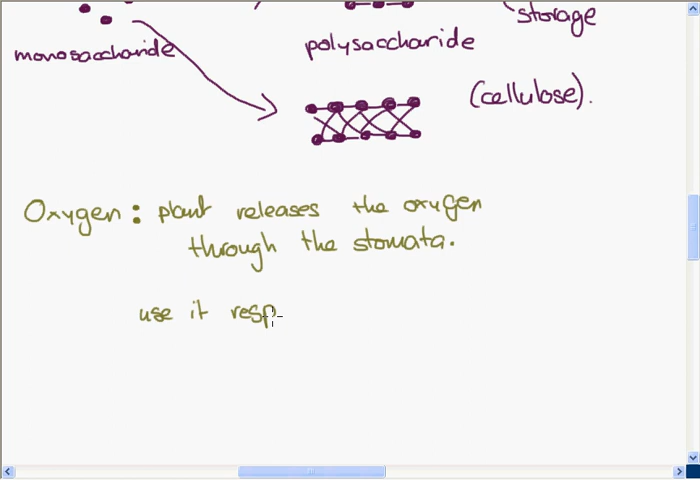 storage
monosaccharide
polysaccharide
(cellulose).
Oxygen: plant releases the oxygen
through the stomata.
use it resp